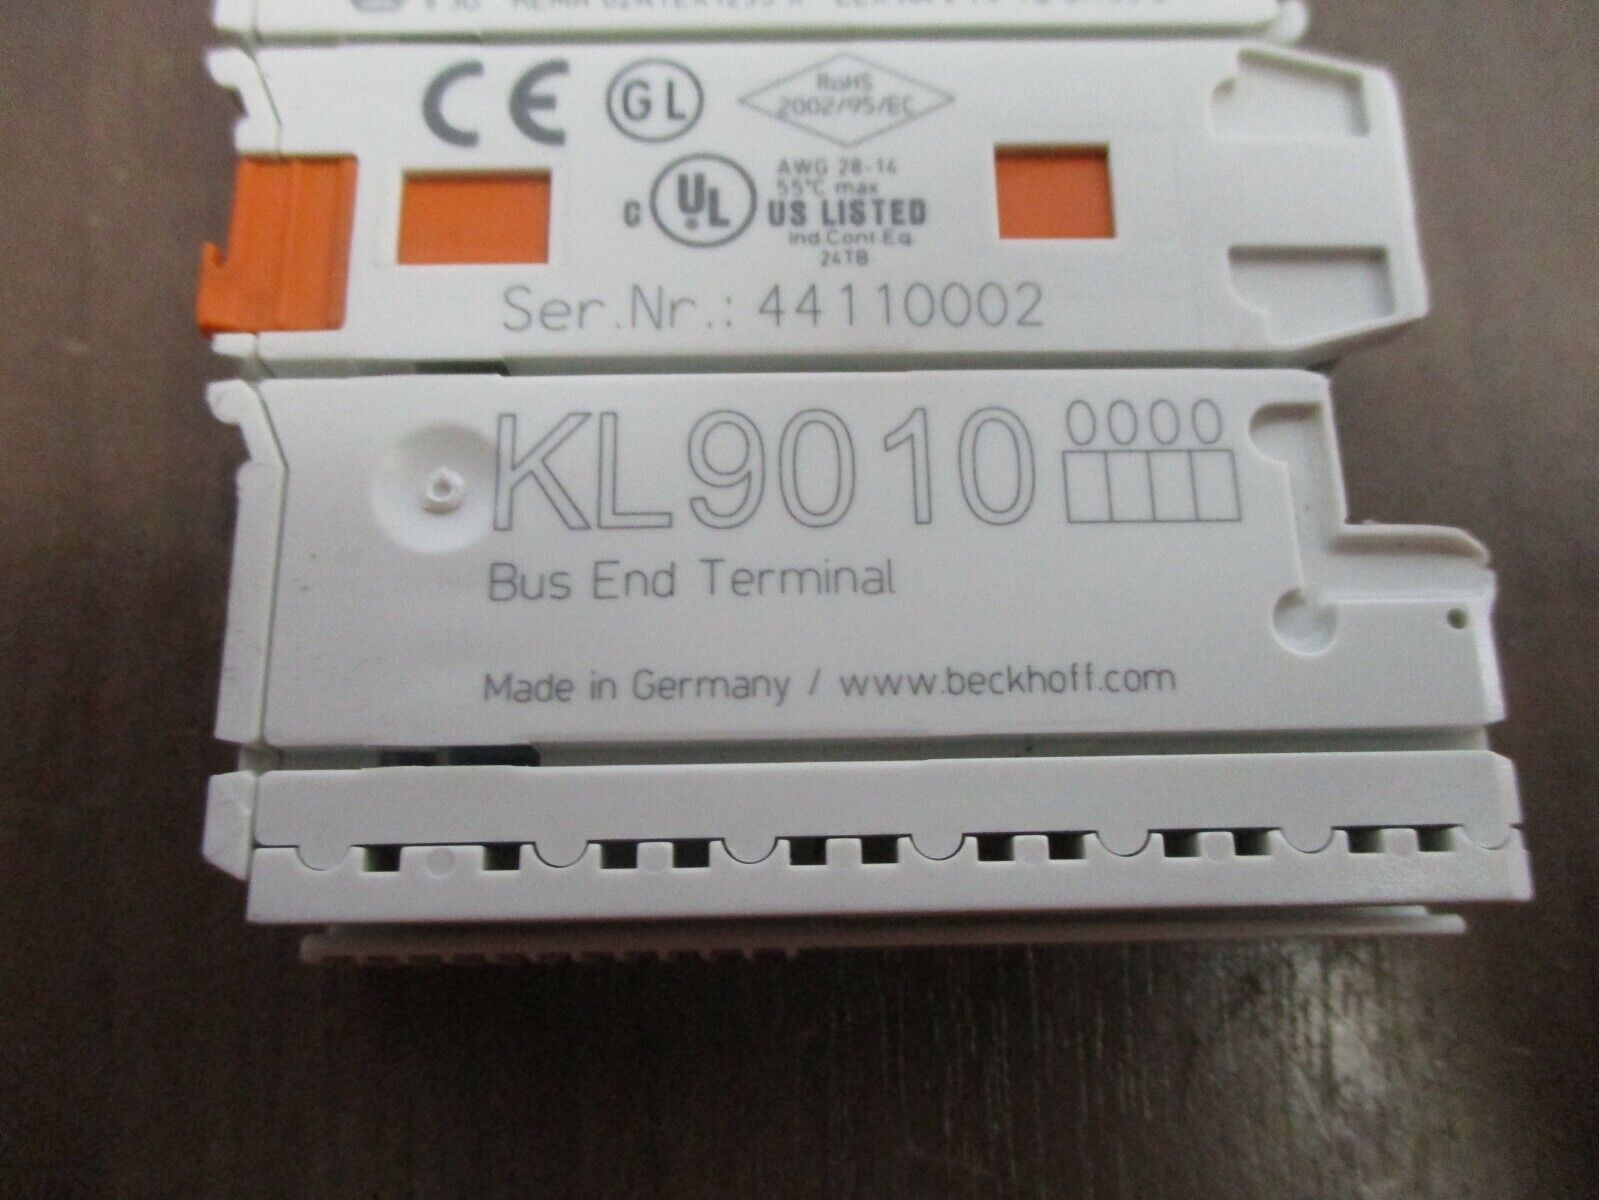 CE GL RoHS
2002/95/EC
AWG 28-14
55°C max
C UL US LISTED
Ind.Cont.Eq.
24TB
Ser.Nr.: 44110002
KL9010 0000
Bus End Terminal
Made in Germany / www.beckhoff.com